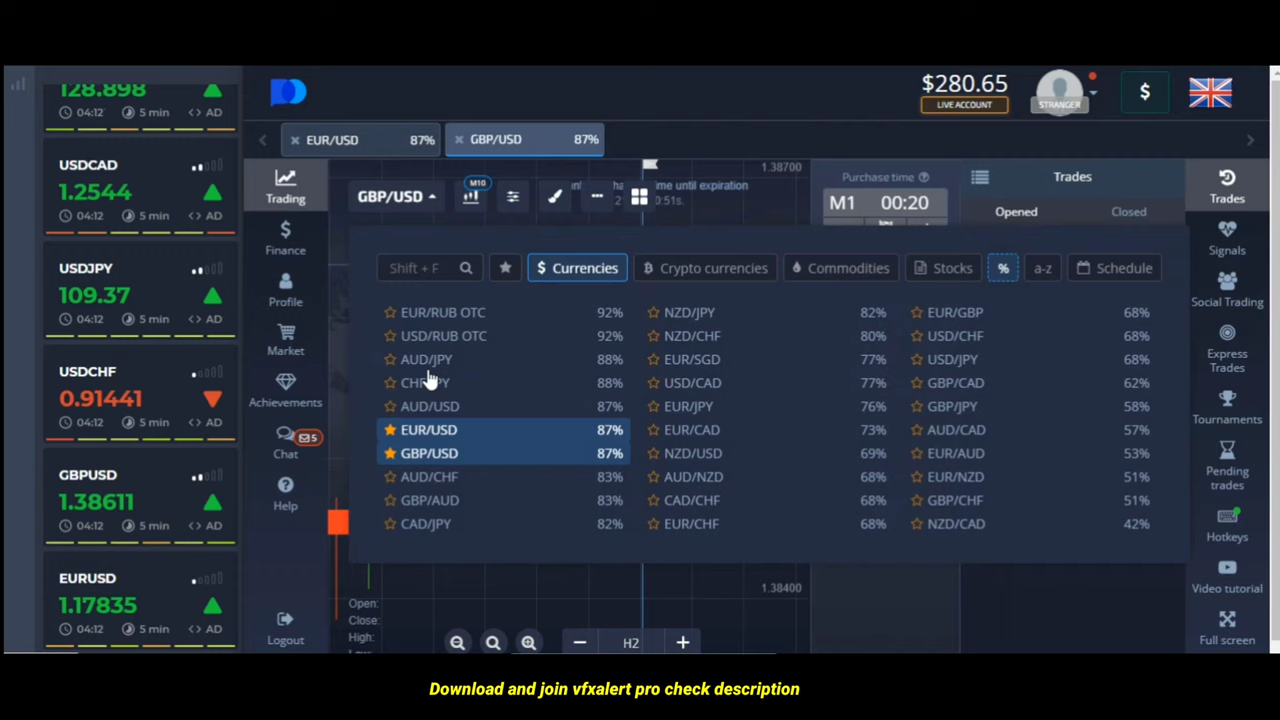 128.898
04:12 5 min <> AD
USDCAD
1.2544
04:12 5 min <> AD
USDJPY
109.37
04:12 5 min <> AD
USDCHF
0.91441
04:12 5 min <> AD
GBPUSD
1.38611
04:12 5 min <> AD
EURUSD
1.17835
04:12 5 min <> AD
$280.65
LIVE ACCOUNT
STRANGER
$
EUR/USD 87%
GBP/USD 87%
Trading
Finance
Profile
Market
Achievements
5
Chat
Help
Logout
GBP/USD
M10
ime until expiration
0:51s.
1.38700
Purchase time
M1 00:20
Trades
Opened Closed
Shift + F
$ Currencies
Crypto currencies
Commodities
Stocks
%
a-z
Schedule
EUR/RUB OTC 92% NZD/JPY 82% EUR/GBP 68%
USD/RUB OTC 92% NZD/CHF 80% USD/CHF 68%
AUD/JPY 88% EUR/SGD 77% USD/JPY 68%
88% USD/CAD 77% GBP/CAD 62%
AUD/USD 87% EUR/JPY 76% GBP/JPY 58%
EUR/USD 87% EUR/CAD 73% AUD/CAD 57%
GBP/USD 87% NZD/USD 69% EUR/AUD 53%
AUD/CHF 83% AUD/NZD 68% EUR/NZD 51%
GBP/AUD 83% CAD/CHF 68% GBP/CHF 51%
CAD/JPY 82% EUR/CHF 68% NZD/CAD 42%
1.38400
Open:
Close:
High:
H2
Trades
Signals
Social Trading
Express
Trades
Tournaments
Pending
trades
Hotkeys
Video tutorial
Full screen
Download and join vfxalert pro check description